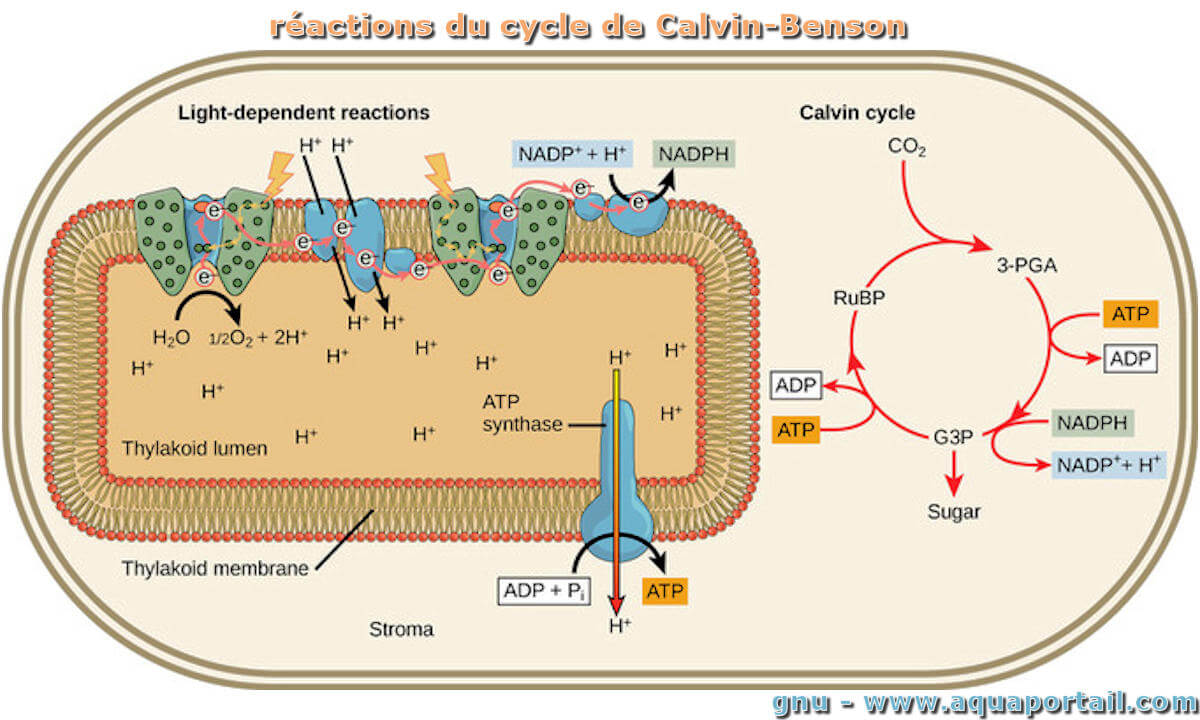 réactions du cycle de Calvin-Benson
Light-dependent reactions
Calvin cycle
H⁺ H⁺
NADP⁺ + H⁺
NADPH
CO₂
e⁻
e⁻
e⁻
e⁻
e⁻
e⁻
e⁻
e⁻
e⁻
e⁻
e⁻
3-PGA
RuBP
H₂O 1/2O₂ + 2H⁺
H⁺ H⁺
H⁺
H⁺
H⁺
H⁺
H⁺
H⁺
H⁺
H⁺
H⁺
ATP
ADP
ADP
ATP
ATP
synthase
NADPH
G3P
NADP⁺+ H⁺
Thylakoid lumen
Sugar
Thylakoid membrane
ADP + Pᵢ
ATP
H⁺
Stroma
gnu - www.aquaportail.com